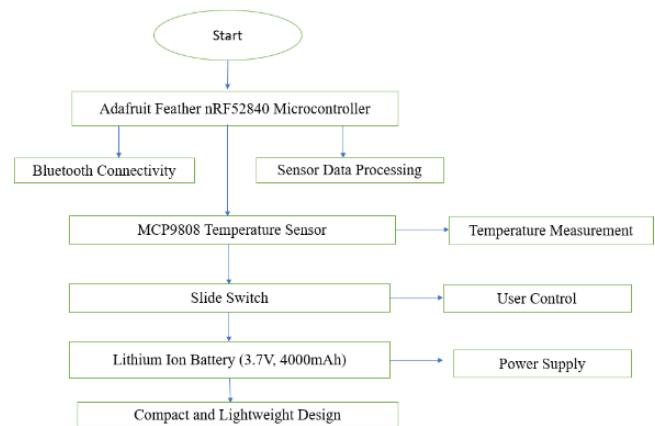 Start
Adafruit Feather nRF52840 Microcontroller
Bluetooth Connectivity
Sensor Data Processing
MCP9808 Temperature Sensor
Temperature Measurement
Slide Switch
User Control
Lithium Ion Battery (3.7V, 4000mAh)
Power Supply
Compact and Lightweight Design